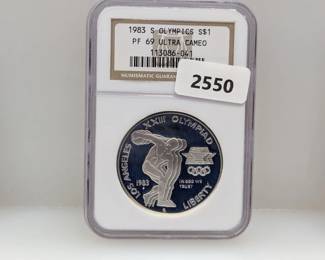 1983 S OLYMPICS S$1
PF 69 ULTRA CAMEO
113086-041
NUMISMATIC GUARAN
2550
LOS ANGELES XXIII OLYMPIAD
1983
S
IN GOD WE
TRUST
LIBERTY